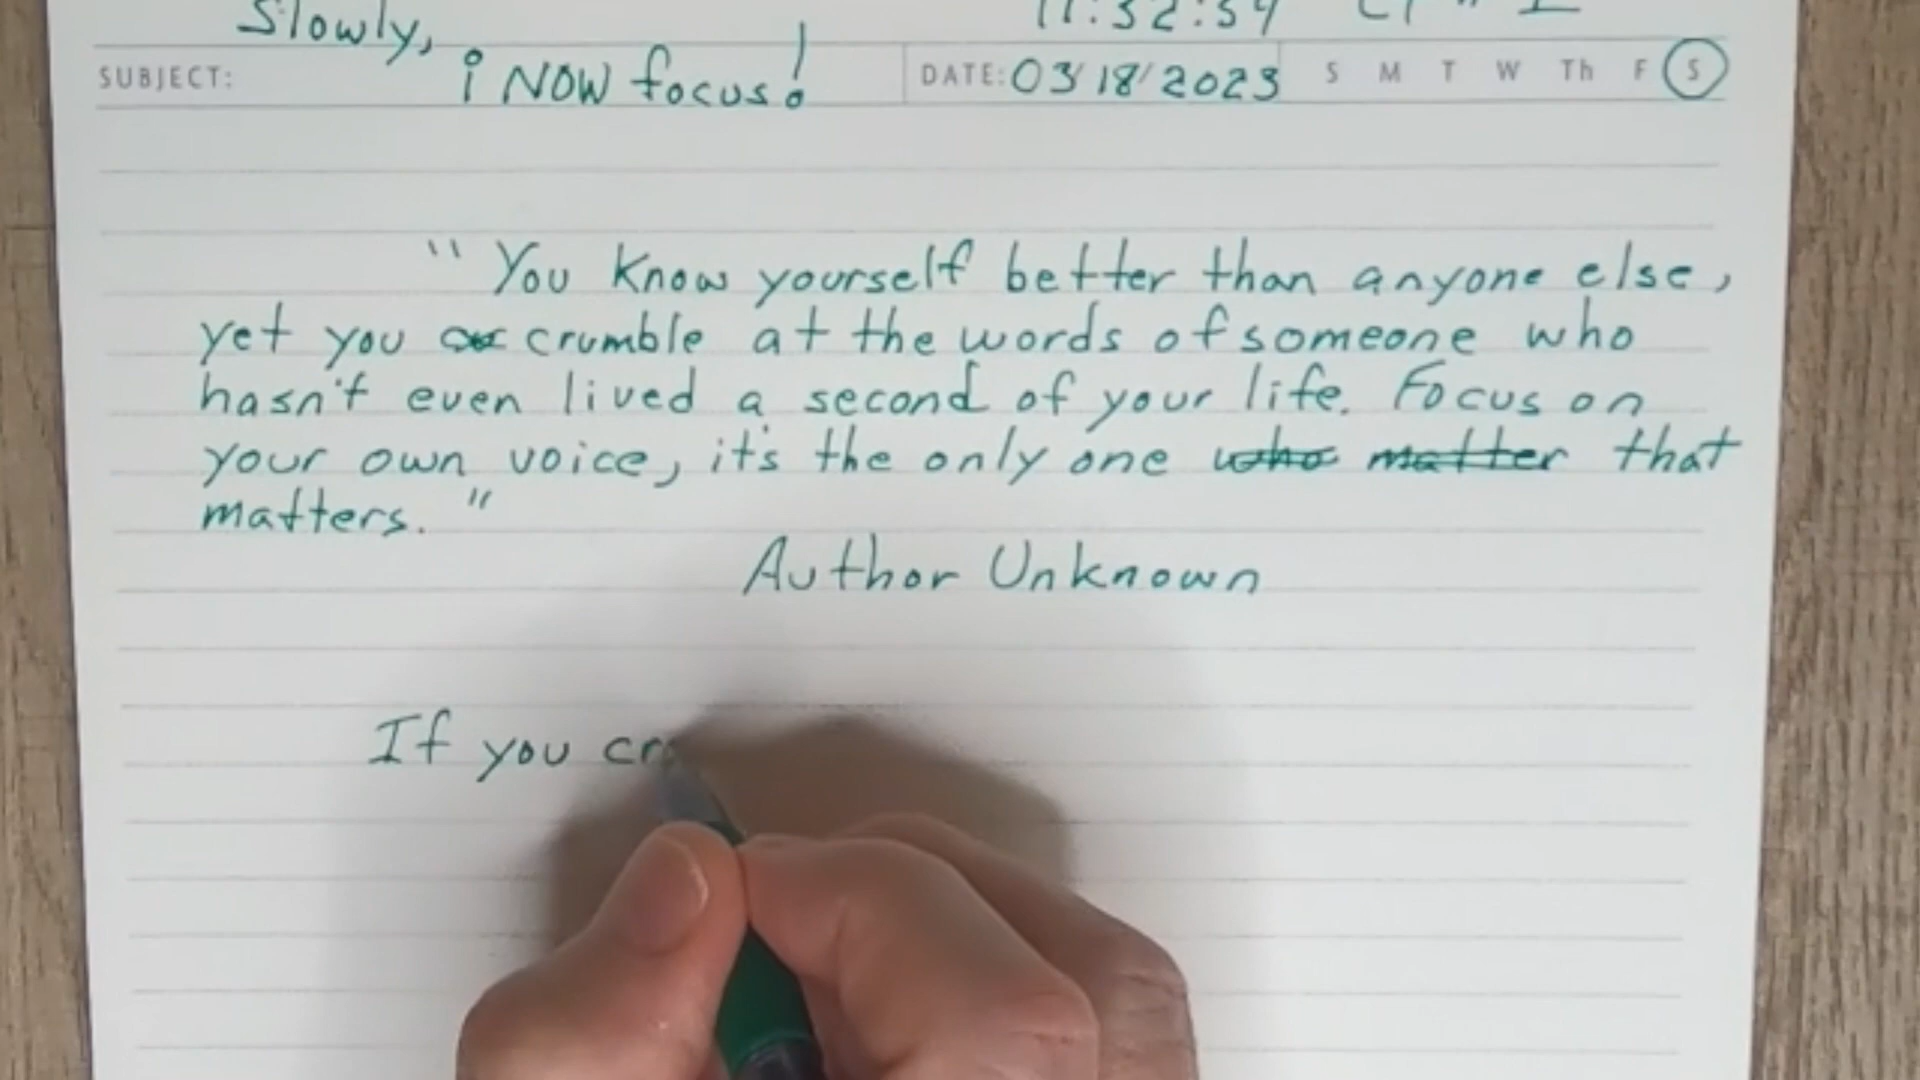 Slowly,
SUBJECT: i NOW focus! DATE: 03/18/2023 S M T W Th F S
"You know yourself better than anyone else,
yet you crumble at the words of someone who
hasn't even lived a second of your life. Focus on
your own voice, it's the only one who matter that
matters."
Author Unknown
If you cr